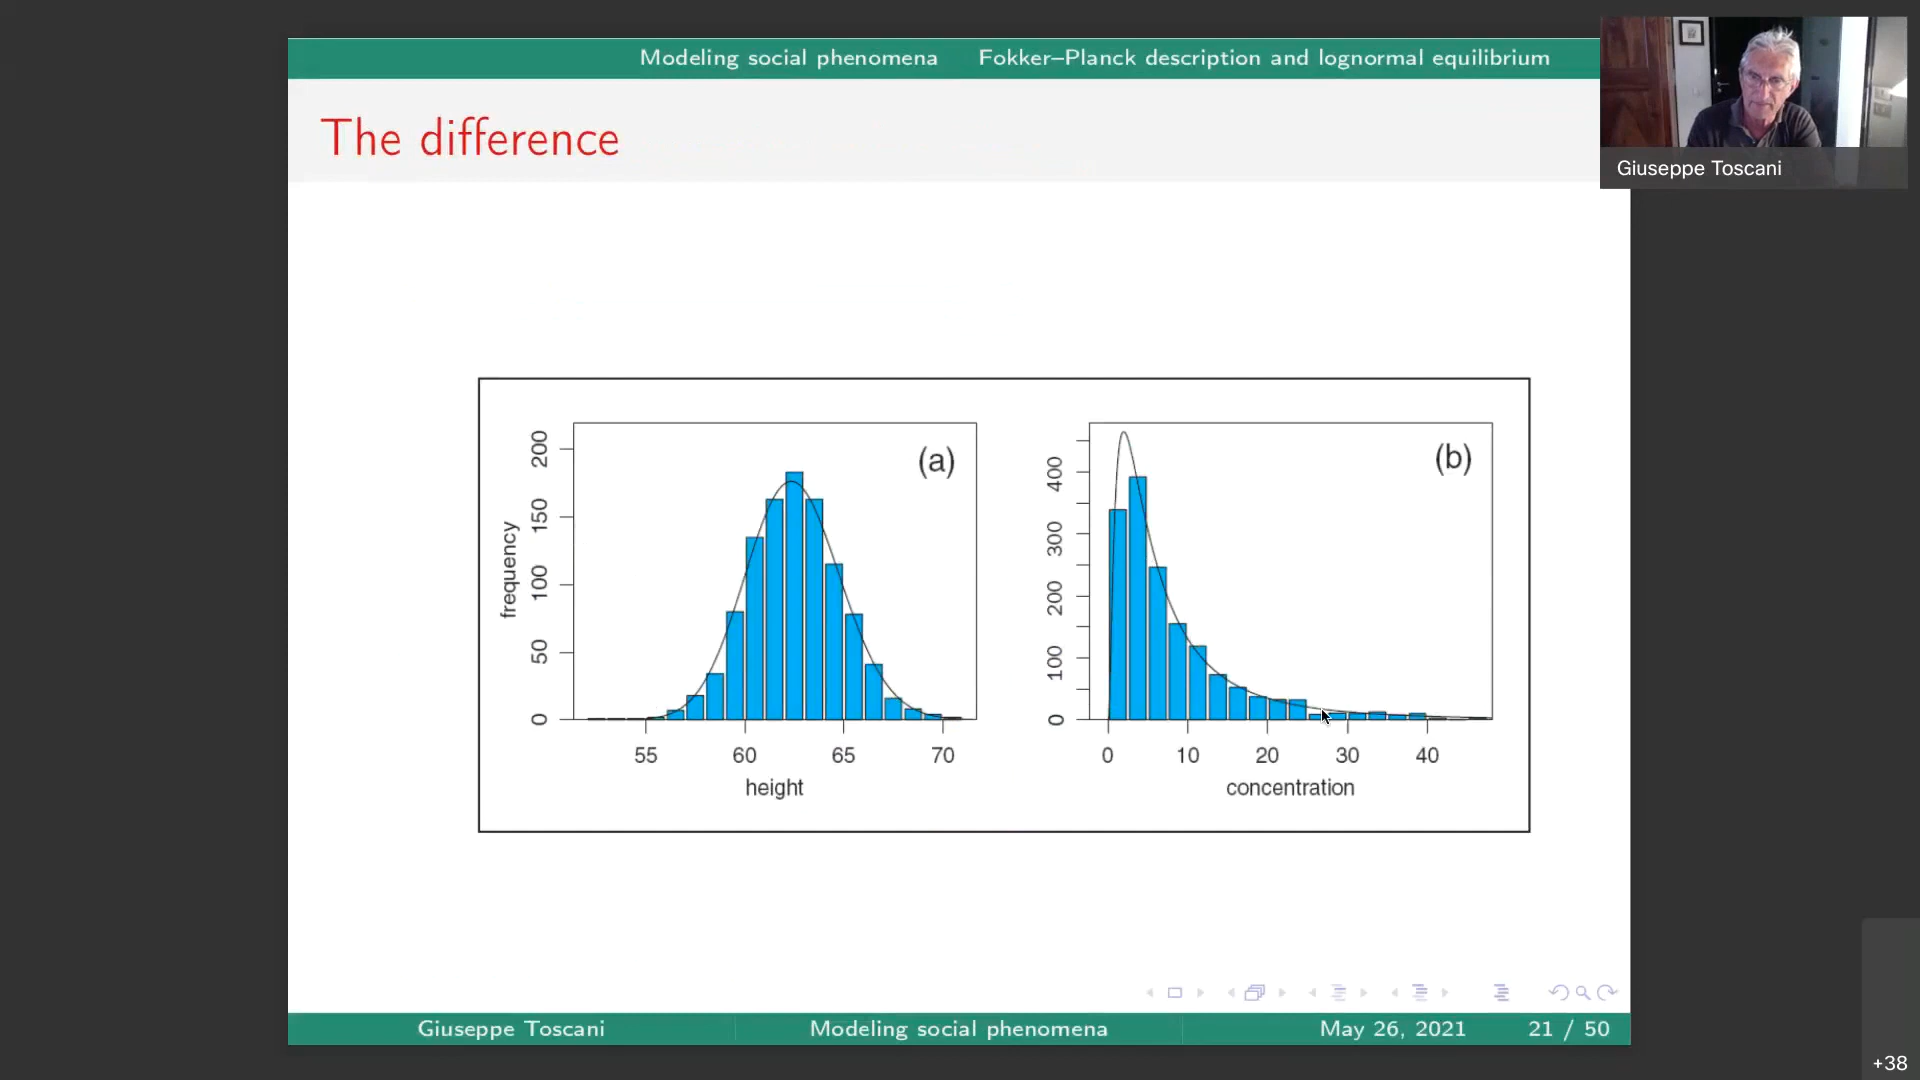 Modeling social phenomena Fokker–Planck description and lognormal equilibrium
Giuseppe Toscani
The difference
(a)
frequency
0 50 100 150 200
55 60 65 70
height
(b)
0 100 200 300 400
0 10 20 30 40
concentration
Giuseppe Toscani Modeling social phenomena May 26, 2021 21 / 50
+38